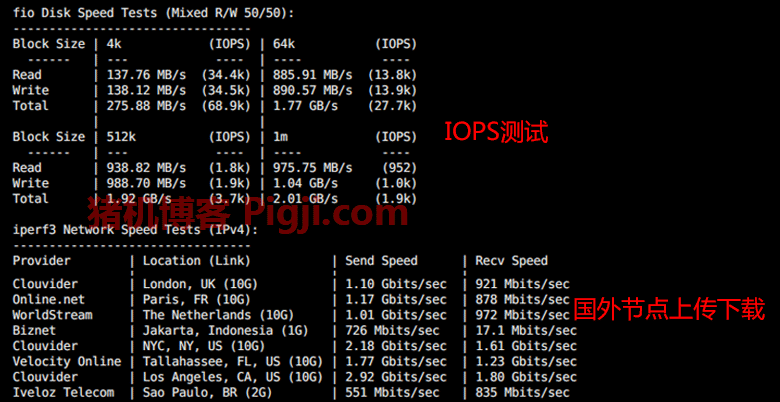 fio Disk Speed Tests (Mixed R/W 50/50):
---------------------------------
Block Size | 4k            (IOPS) | 64k           (IOPS)
  ------   | ---            ----  | ----           ----
Read       | 137.76 MB/s  (34.4k) | 885.91 MB/s  (13.8k)
Write      | 138.12 MB/s  (34.5k) | 890.57 MB/s  (13.9k)
Total      | 275.88 MB/s  (68.9k) | 1.77 GB/s    (27.7k)
           |                      |
Block Size | 512k          (IOPS) | 1m            (IOPS)
  ------   | ---            ----  | ----           ----
Read       | 938.82 MB/s   (1.8k) | 975.75 MB/s    (952)
Write      | 988.70 MB/s   (1.9k) | 1.04 GB/s     (1.0k)
Total      | 1.92 GB/s     (3.7k) | 2.01 GB/s     (1.9k)
IOPS测试
猪机博客 Pigji.com
iperf3 Network Speed Tests (IPv4):
---------------------------------
Provider        | Location (Link)           | Send Speed      | Recv Speed
Clouvider       | London, UK (10G)          | 1.10 Gbits/sec  | 921 Mbits/sec
Online.net      | Paris, FR (10G)           | 1.17 Gbits/sec  | 878 Mbits/sec
WorldStream     | The Netherlands (10G)     | 1.01 Gbits/sec  | 972 Mbits/sec
Biznet          | Jakarta, Indonesia (1G)   | 726 Mbits/sec   | 17.1 Mbits/sec
Clouvider       | NYC, NY, US (10G)         | 2.18 Gbits/sec  | 1.61 Gbits/sec
Velocity Online | Tallahassee, FL, US (10G) | 1.77 Gbits/sec  | 1.23 Gbits/sec
Clouvider       | Los Angeles, CA, US (10G) | 2.92 Gbits/sec  | 1.80 Gbits/sec
Iveloz Telecom  | Sao Paulo, BR (2G)        | 551 Mbits/sec   | 835 Mbits/sec
国外节点上传下载